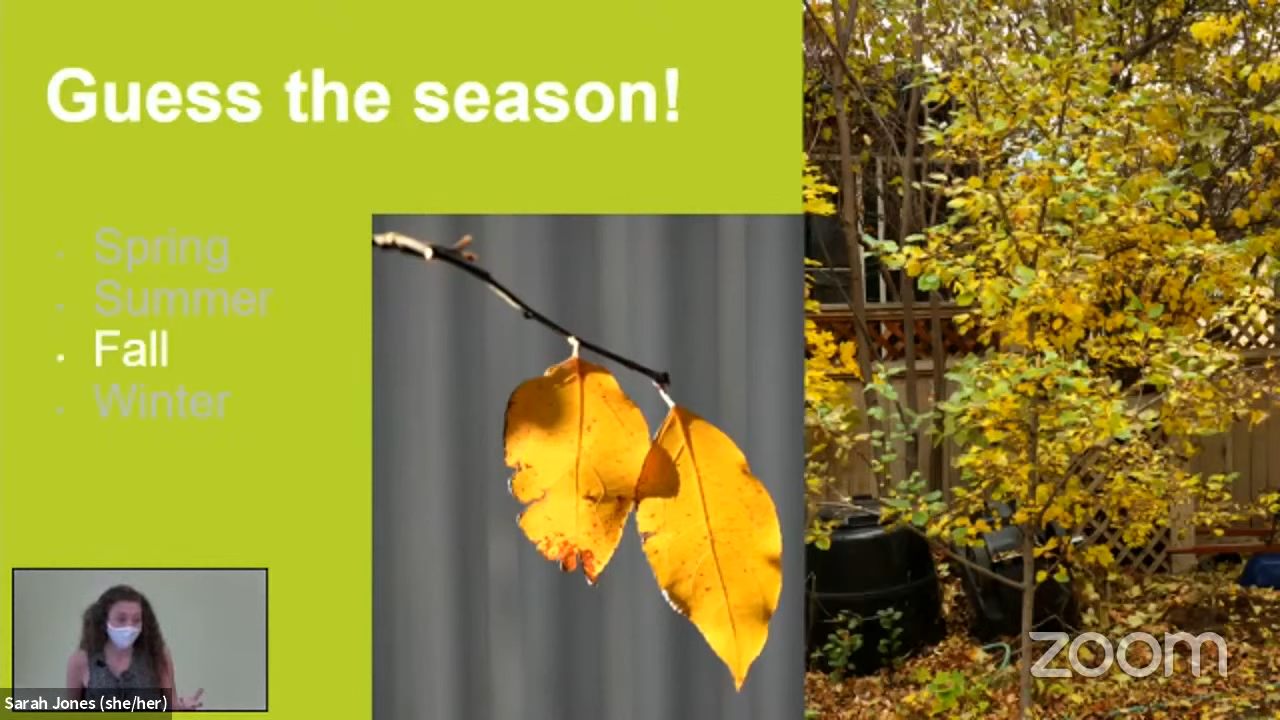 Guess the season!
Spring
Summer
Fall
Winter
Sarah Jones (she/her)
zoom